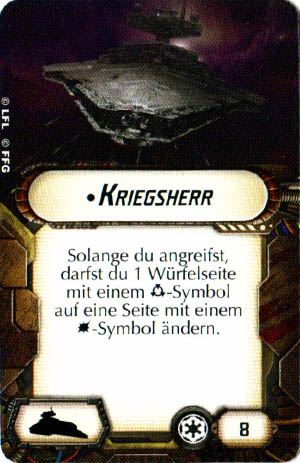 © LFL © FFG
• KRIEGSHERR
Solange du angreifst,
darfst du 1 Würfelseite
mit einem -Symbol
auf eine Seite mit einem
-Symbol ändern.
8